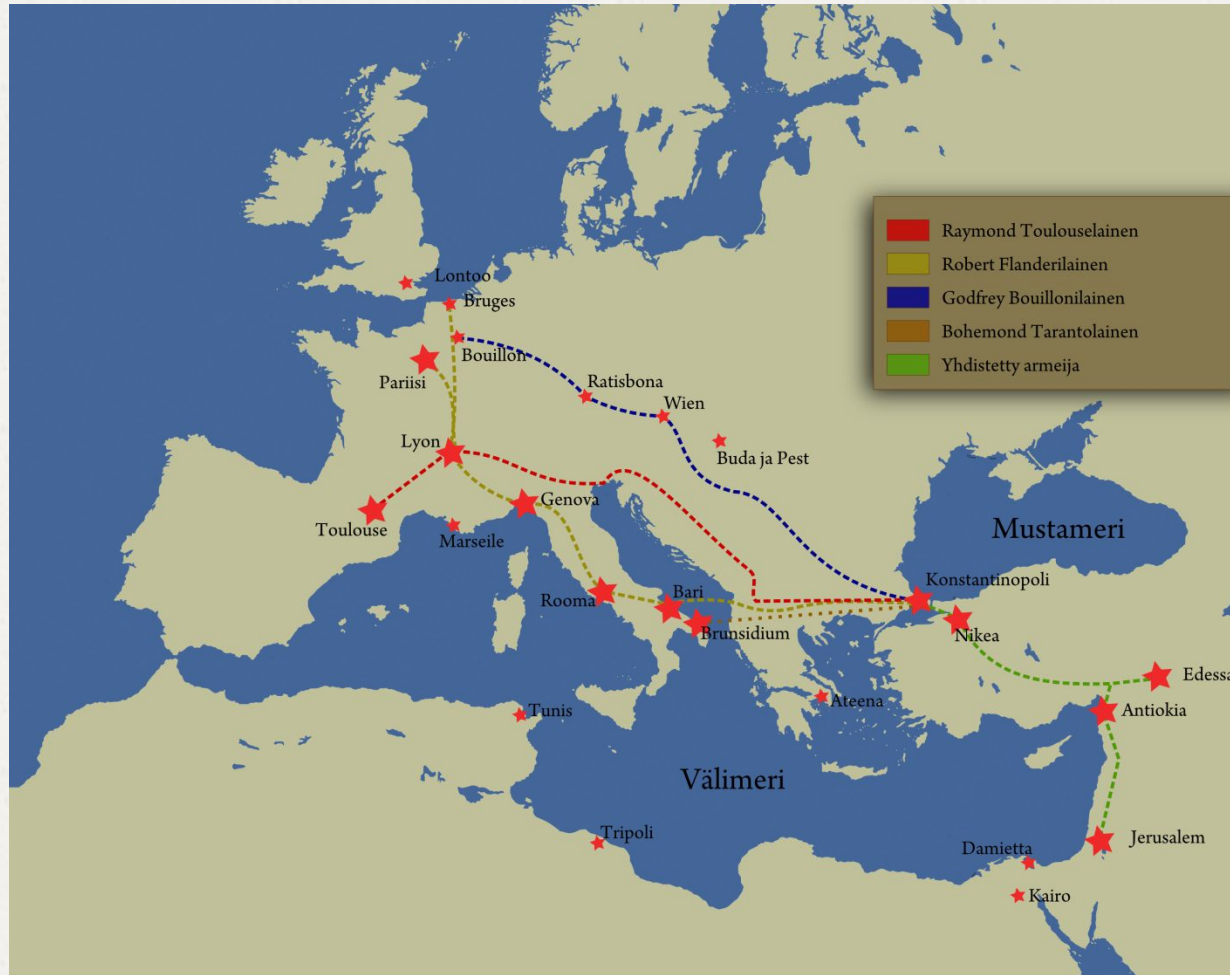 Raymond Toulouselainen
Robert Flanderilainen
Godfrey Bouillonilainen
Bohemond Tarantolainen
Yhdistetty armeija
Lontoo
Bruges
Bouillon
Pariisi
Ratisbona
Wien
Lyon
Buda ja Pest
Genova
Toulouse
Marseile
Mustameri
Konstantinopoli
Rooma
Bari
Brunsidium
Nikea
Edessa
Ateena
Antiokia
Tunis
Välimeri
Tripoli
Jerusalem
Damietta
Kairo